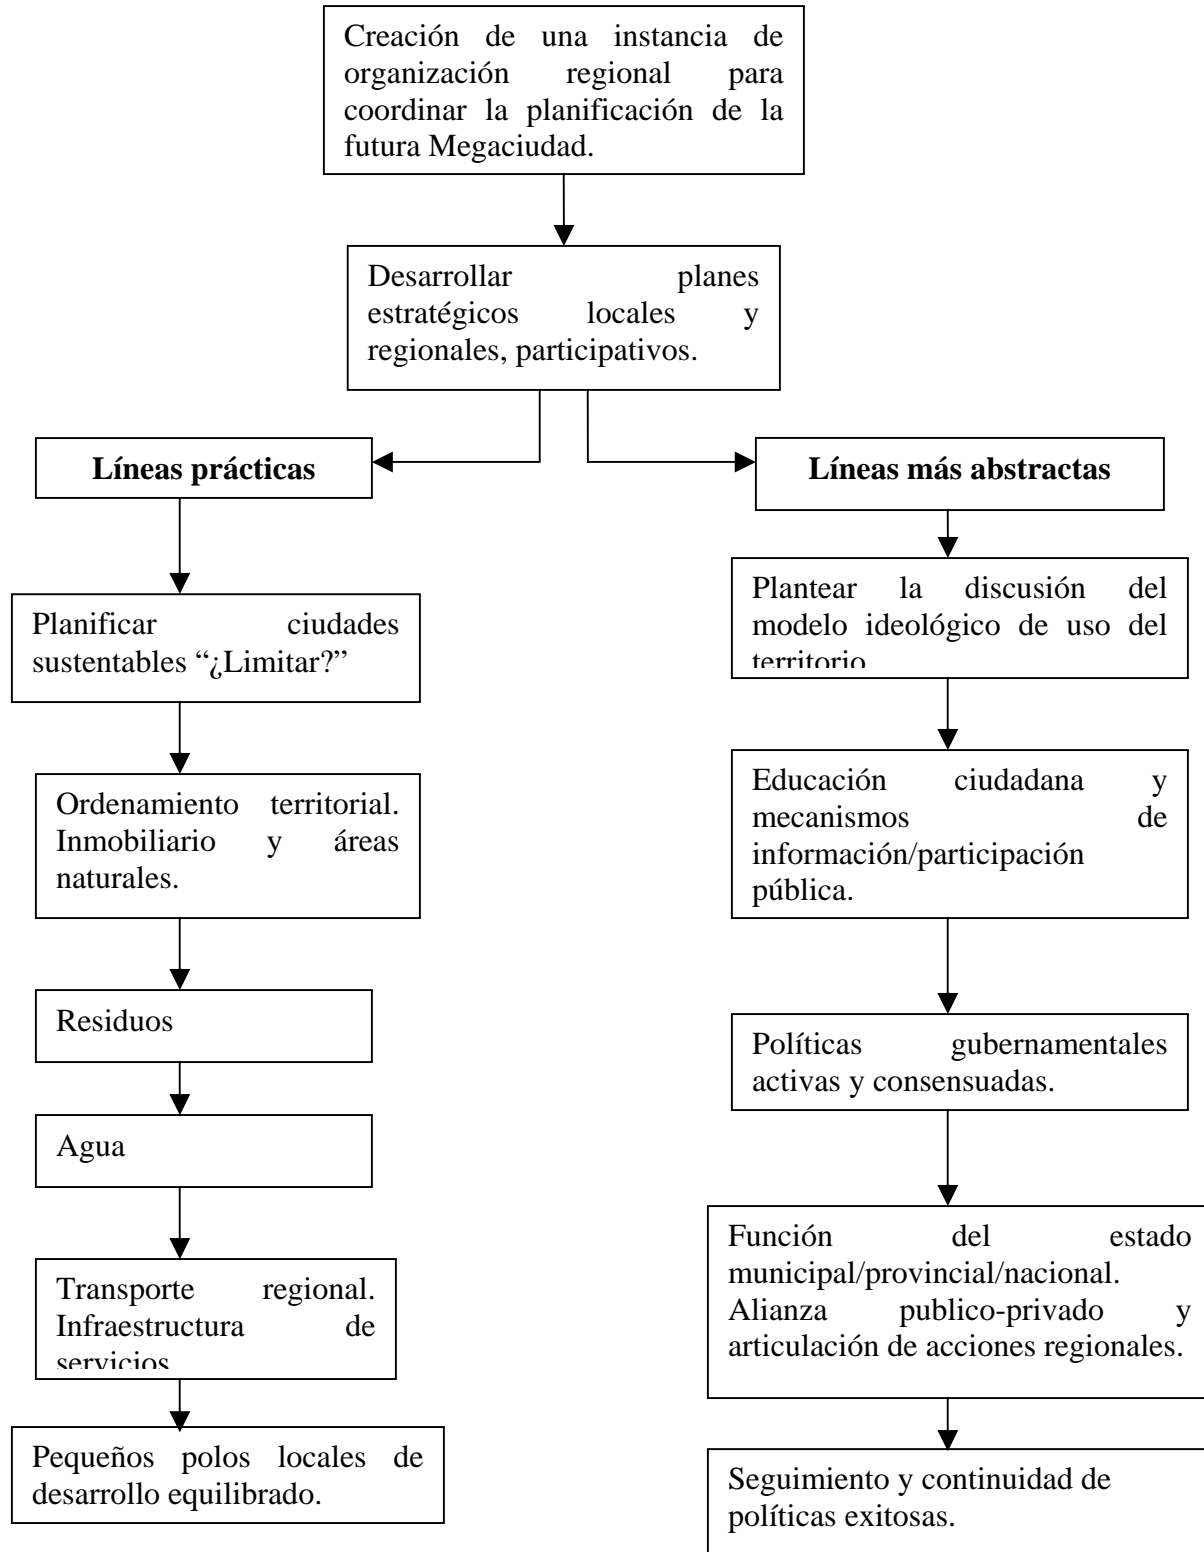 Creación de una instancia de
organización regional para
coordinar la planificación de la
futura Megaciudad.
Desarrollar planes
estratégicos locales y
regionales, participativos.
Líneas prácticas
Planificar ciudades
sustentables “¿Limitar?”
Ordenamiento territorial.
Inmobiliario y áreas
naturales.
Residuos
Agua
Transporte regional.
Infraestructura de
servicios
Pequeños polos locales de
desarrollo equilibrado.
Líneas más abstractas
Plantear la discusión del
modelo ideológico de uso del
territorio
Educación ciudadana y
mecanismos de
información/participación
pública.
Políticas gubernamentales
activas y consensuadas.
Función del estado
municipal/provincial/nacional.
Alianza publico-privado y
articulación de acciones regionales.
Seguimiento y continuidad de
políticas exitosas.